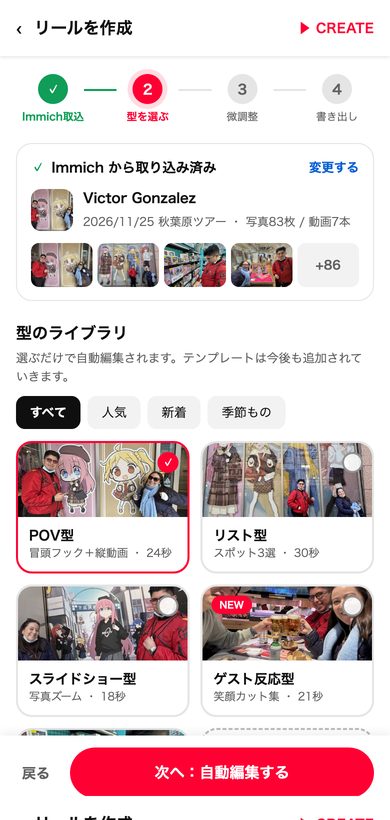 ‹ リールを作成 ▶ CREATE
✓ 2 3 4
Immich取込 型を選ぶ 微調整 書き出し
✓ Immich から取り込み済み 変更する
Victor Gonzalez
2026/11/25 秋葉原ツアー ・ 写真83枚 / 動画7本
+86
型のライブラリ
選ぶだけで自動編集されます。テンプレートは今後も追加されて
いきます。
すべて 人気 新着 季節もの
POV型
冒頭フック＋縦動画 ・ 24秒
リスト型
スポット3選 ・ 30秒
スライドショー型
写真ズーム ・ 18秒
NEW
ゲスト反応型
笑顔カット集 ・ 21秒
戻る 次へ：自動編集する